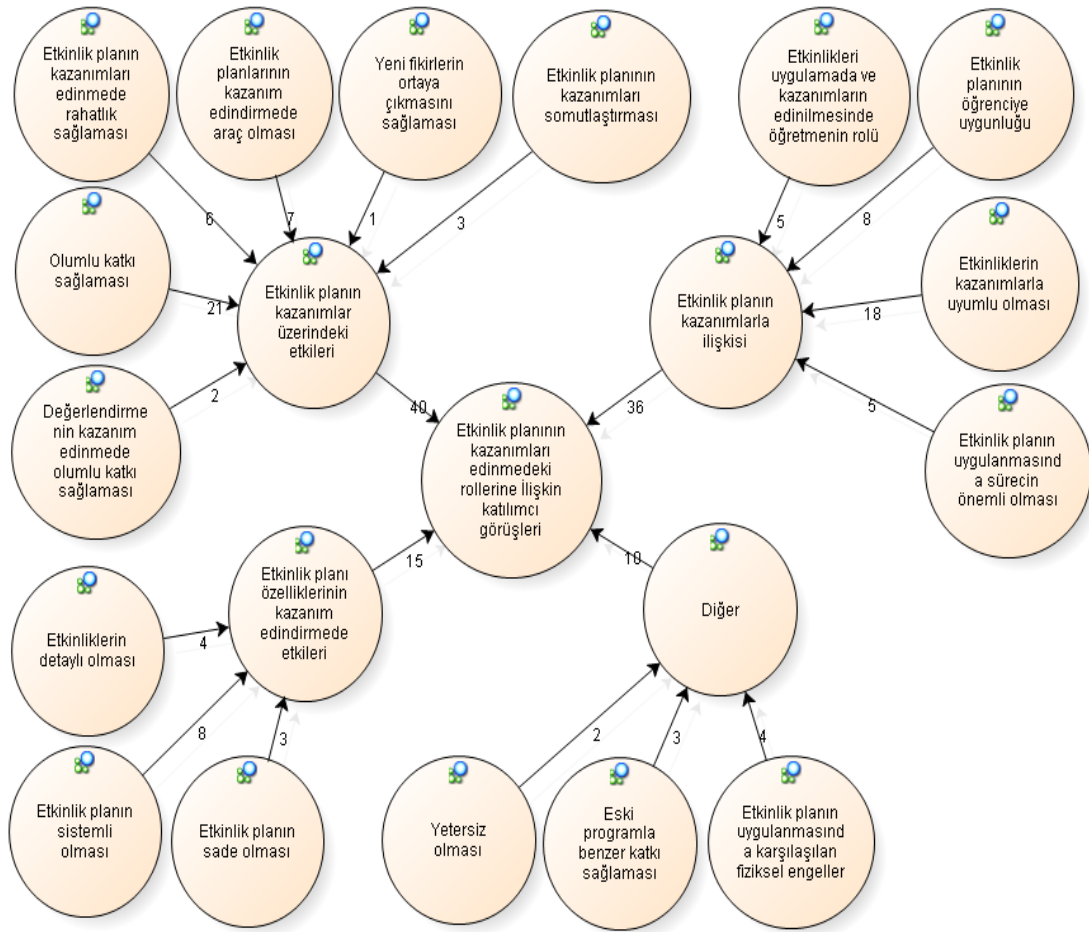 Etkinlik planın
kazanımları
edinmede
rahatlık
sağlaması
Etkinlik
planlarının
kazanım
edindirmede
araç olması
Yeni fikirlerin
ortaya
çıkmasını
sağlaması
Etkinlik planının
kazanımları
somutlaştırması
Etkinlikleri
uygulamada ve
kazanımların
edinilmesinde
öğretmenin rolü
Etkinlik
planının
öğrenciye
uygunluğu
6
7
1
3
5
8
Olumlu katkı
sağlaması
21
Etkinlik planın
kazanımlar
üzerindeki
etkileri
Etkinlik planın
kazanımlarla
ilişkisi
18
Etkinliklerin
kazanımlarla
uyumlu olması
Değerlendirme
nin kazanım
edinmede
olumlu katkı
sağlaması
2
40
Etkinlik planının
kazanımları
edinmedeki
rollerine İlişkin
katılımcı
görüşleri
36
5
Etkinlik planın
uygulanmasınd
a sürecin
önemli olması
15
10
Etkinliklerin
detaylı olması
4
Etkinlik planı
özelliklerinin
kazanım
edindirmede
etkileri
Diğer
8
3
2
3
4
Etkinlik planın
sistemli
olması
Etkinlik planın
sade olması
Yetersiz
olması
Eski
programla
benzer katkı
sağlaması
Etkinlik planın
uygulanmasınd
a karşılaşılan
fiziksel engeller